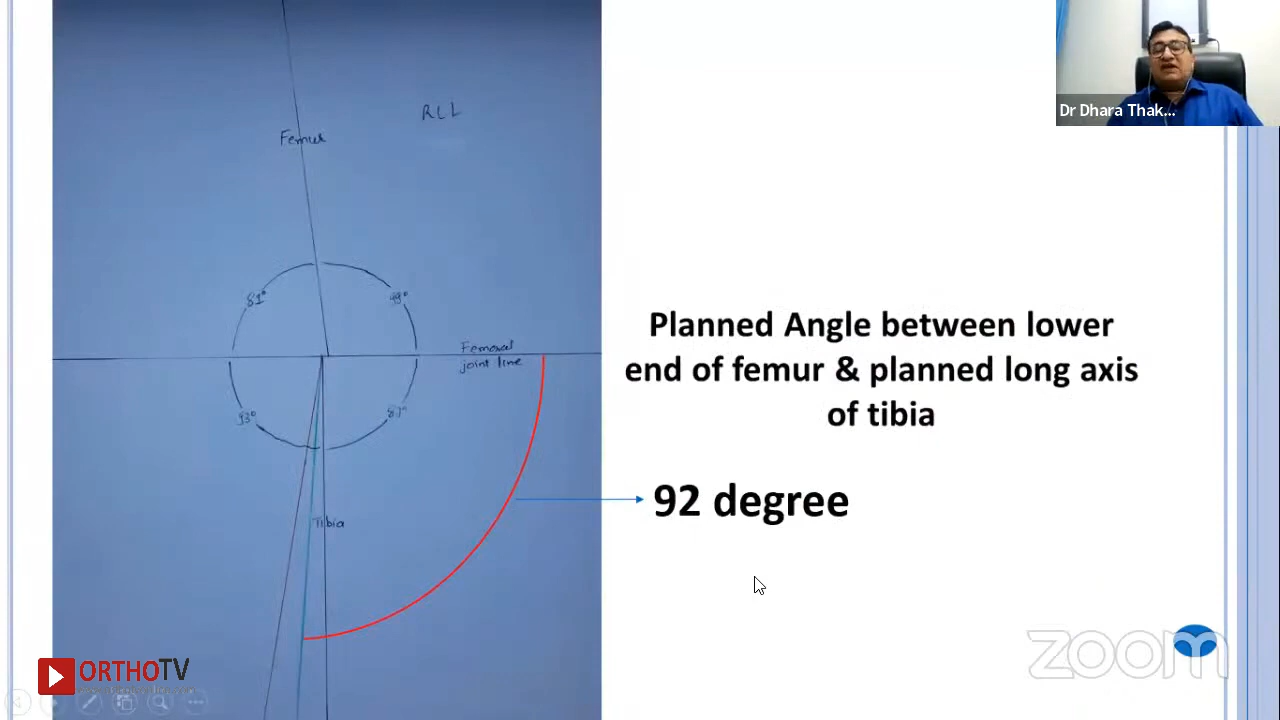 Dr Dhara Thak...
RLL
Femur
81°
99°
Femoral
joint line
93°
87°
Tibia
Planned Angle between lower
end of femur & planned long axis
of tibia
92 degree
zoom
ORTHOTV